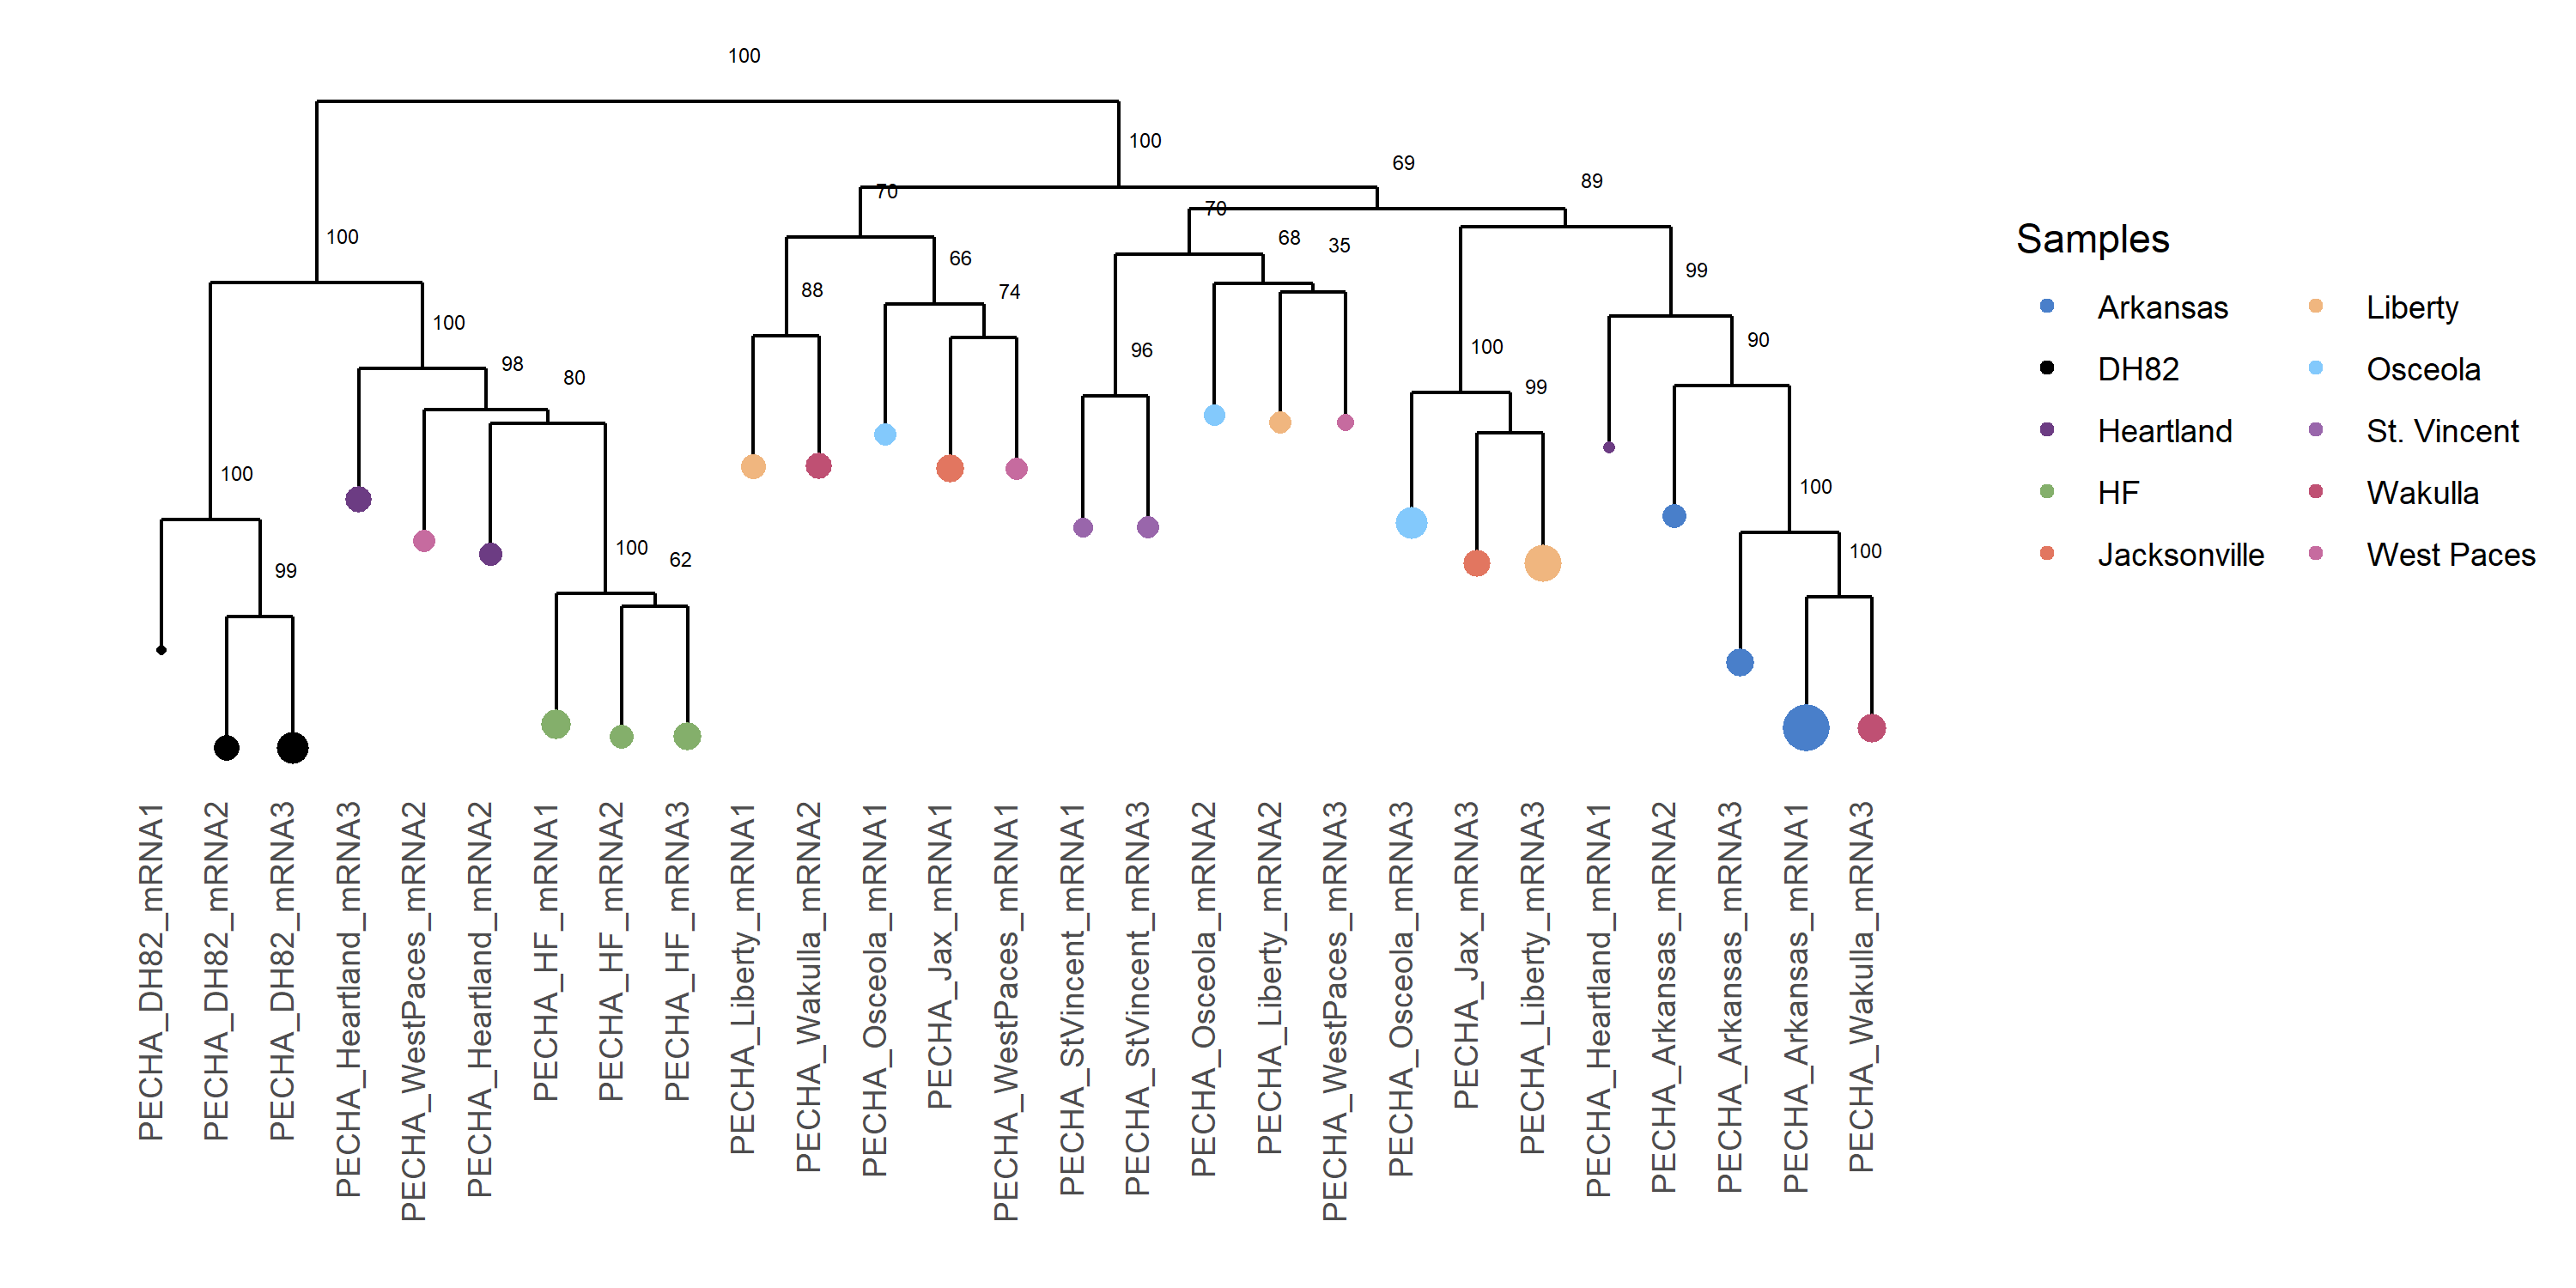 100
100
69
89
70
70
100
68
35
66
99
88
74
100
90
96
100
98
80
99
100
100
100
62
100
99
Samples
Arkansas
Liberty
DH82
Osceola
Heartland
St. Vincent
HF
Wakulla
Jacksonville
West Paces
PECHA_DH82_mRNA1
PECHA_DH82_mRNA2
PECHA_DH82_mRNA3
PECHA_Heartland_mRNA3
PECHA_WestPaces_mRNA2
PECHA_Heartland_mRNA2
PECHA_HF_mRNA1
PECHA_HF_mRNA2
PECHA_HF_mRNA3
PECHA_Liberty_mRNA1
PECHA_Wakulla_mRNA2
PECHA_Osceola_mRNA1
PECHA_Jax_mRNA1
PECHA_WestPaces_mRNA1
PECHA_StVincent_mRNA1
PECHA_StVincent_mRNA3
PECHA_Osceola_mRNA2
PECHA_Liberty_mRNA2
PECHA_WestPaces_mRNA3
PECHA_Osceola_mRNA3
PECHA_Jax_mRNA3
PECHA_Liberty_mRNA3
PECHA_Heartland_mRNA1
PECHA_Arkansas_mRNA2
PECHA_Arkansas_mRNA3
PECHA_Arkansas_mRNA1
PECHA_Wakulla_mRNA3